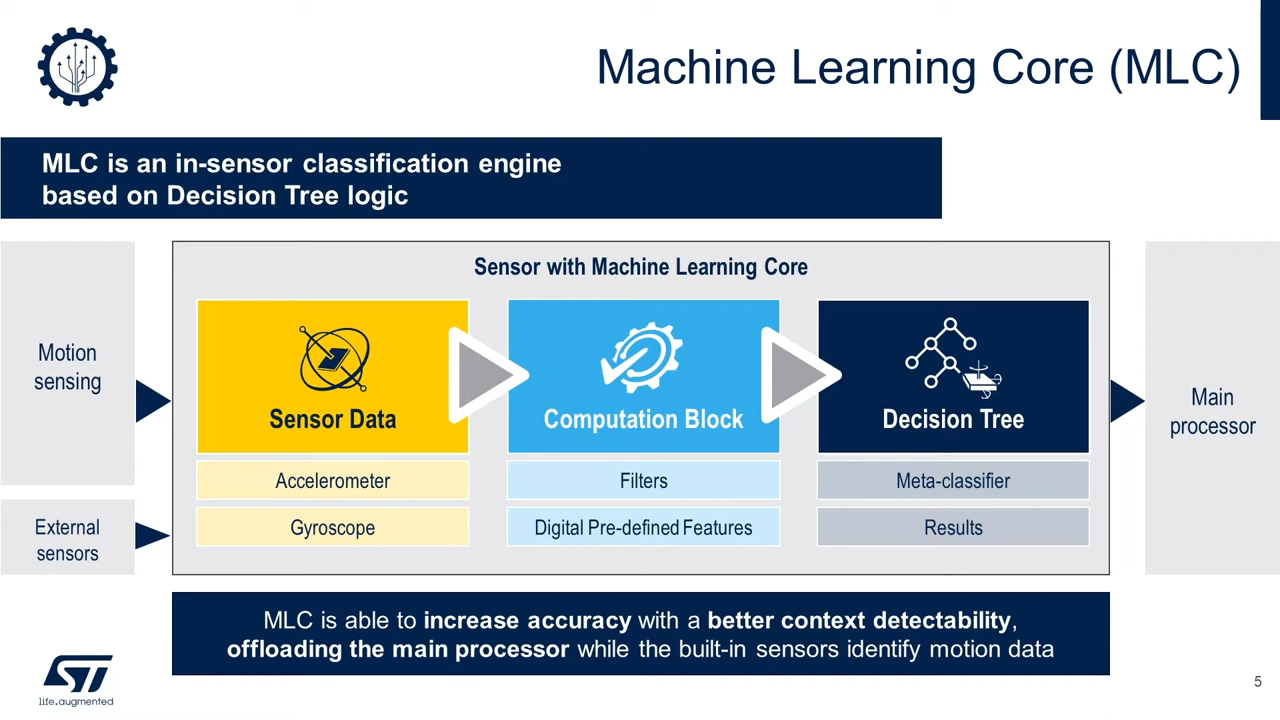 Machine Learning Core (MLC)
MLC is an in-sensor classification engine
based on Decision Tree logic
Motion
sensing
External
sensors
Sensor with Machine Learning Core
Sensor Data
Accelerometer
Gyroscope
Computation Block
Filters
Digital Pre-defined Features
Decision Tree
Meta-classifier
Results
Main
processor
MLC is able to increase accuracy with a better context detectability,
offloading the main processor while the built-in sensors identify motion data
ST
life.augmented
5